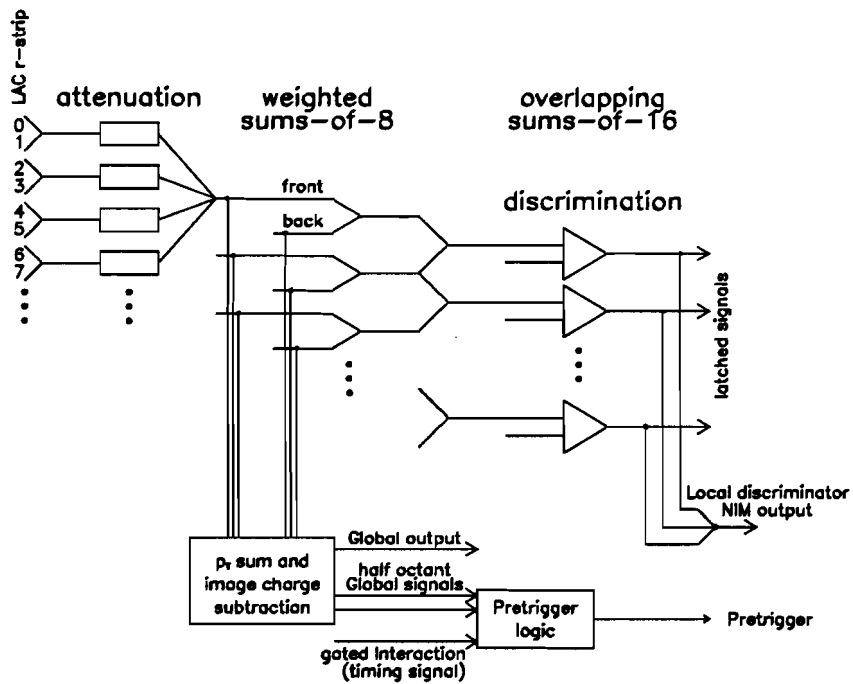 LAC r-strip
attenuation
weighted
sums-of-8
overlapping
sums-of-16
0
1
2
3
4
5
6
7
front
back
discrimination
latched signals
Local discriminator
NIM output
pT sum and
image charge
subtraction
Global output
half octant
Global signals
Pretrigger
logic
Pretrigger
gated Interaction
(timing signal)